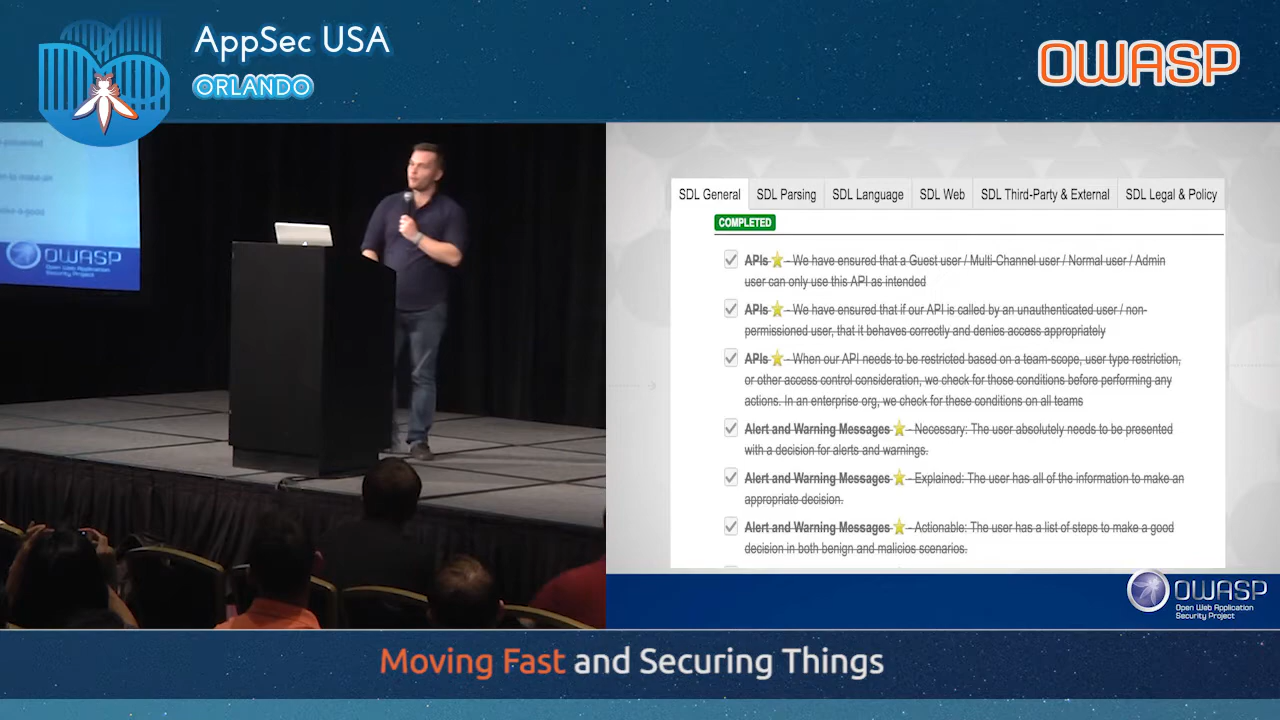 AppSec USA
ORLANDO
OWASP
OWASP
Open Web Application
Security Project
SDL General
SDL Parsing
SDL Language
SDL Web
SDL Third-Party & External
SDL Legal & Policy
COMPLETED
APIs - We have ensured that a Guest user / Multi-Channel user / Normal user / Admin
user can only use this API as intended
APIs - We have ensured that if our API is called by an unauthenticated user / non-
permissioned user, that it behaves correctly and denies access appropriately
APIs - When our API needs to be restricted based on a team-scope, user type restriction,
or other access control consideration, we check for those conditions before performing any
actions. In an enterprise org, we check for these conditions on all teams
Alert and Warning Messages - Necessary: The user absolutely needs to be presented
with a decision for alerts and warnings.
Alert and Warning Messages - Explained: The user has all of the information to make an
appropriate decision.
Alert and Warning Messages - Actionable: The user has a list of steps to make a good
decision in both benign and malicios scenarios.
OWASP
Open Web Application
Security Project
Moving Fast and Securing Things